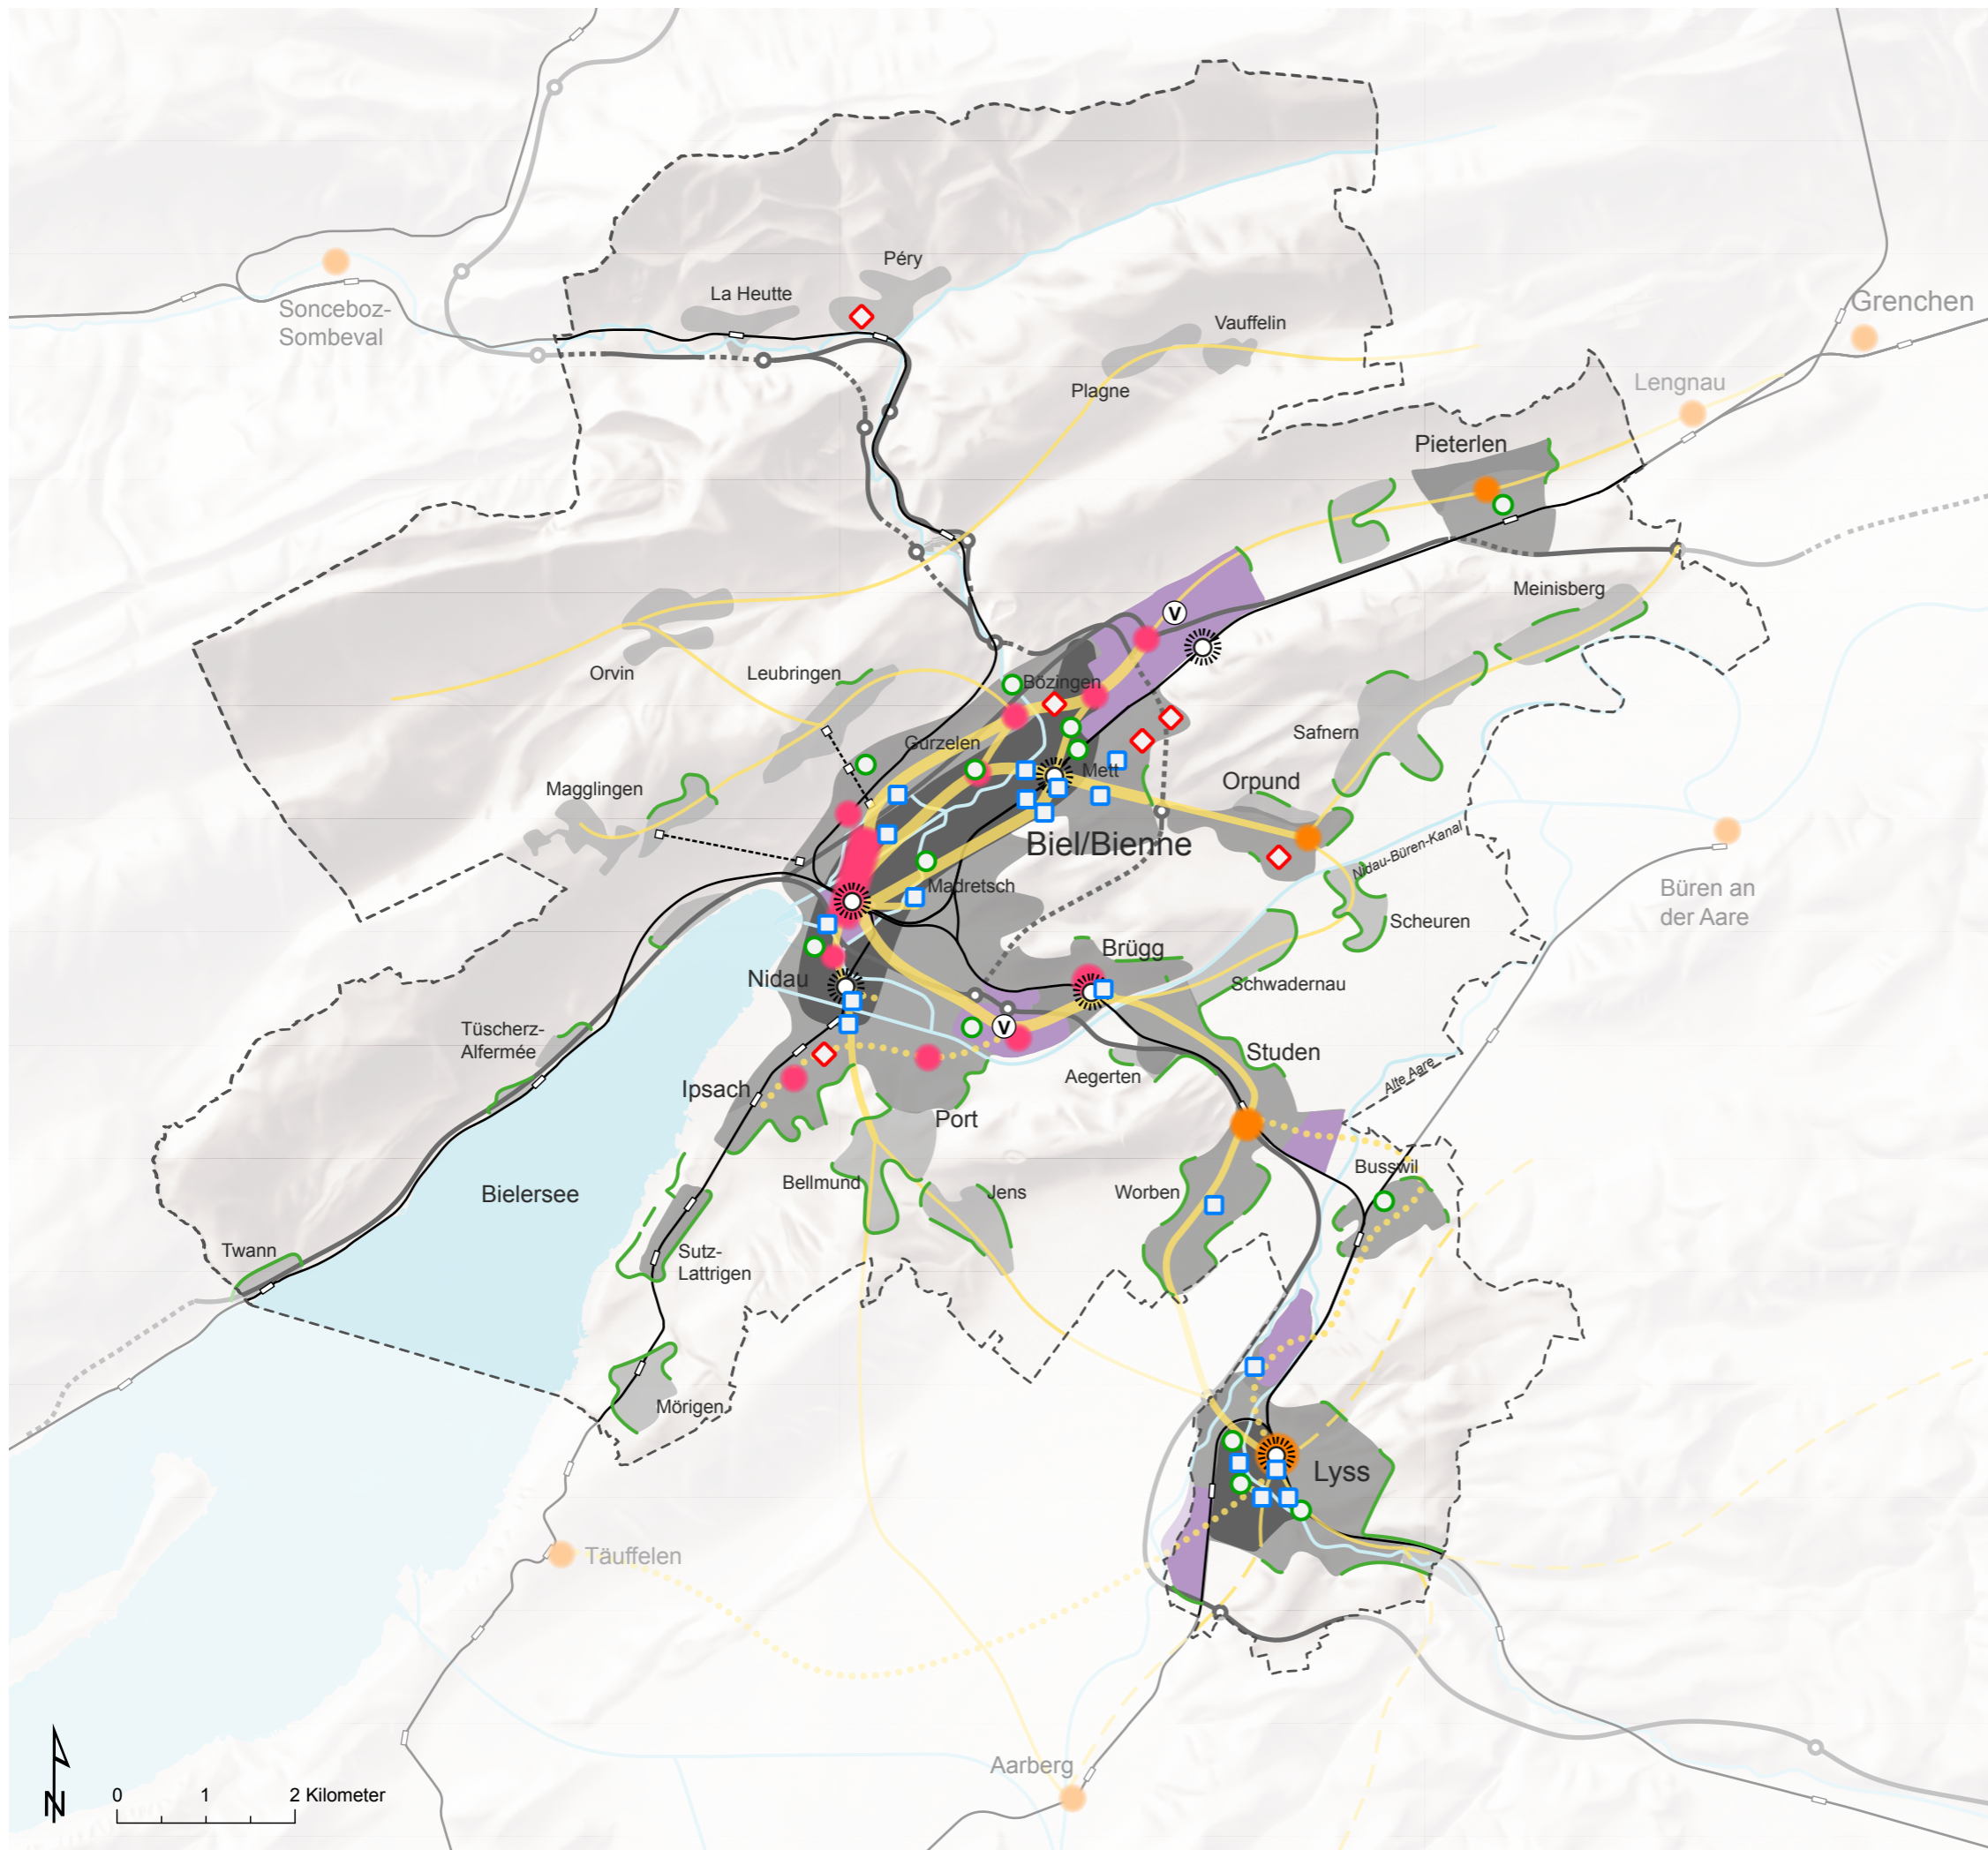 Péry
La Heutte
Sonceboz-
Sombeval
Vauffelin
Grenchen
Plagne
Lengnau
Pieterlen
Meinisberg
V
Orvin
Leubringen
Bözingen
Safnern
Gurzelen
Mett
Orpund
Magglingen
Biel/Bienne
Nidau-Büren-Kanal
Madretsch
Büren an
der Aare
Scheuren
Brügg
Nidau
Schwadernau
Tüscherz-
Alfermée
V
Studen
Aegerten
Alte Aare
Ipsach
Port
Busswil
Bellmund
Jens
Worben
Bielersee
Twann
Sutz-
Lattrigen
Mörigen
Lyss
Täuffelen
Aarberg
N
0 1 2 Kilometer